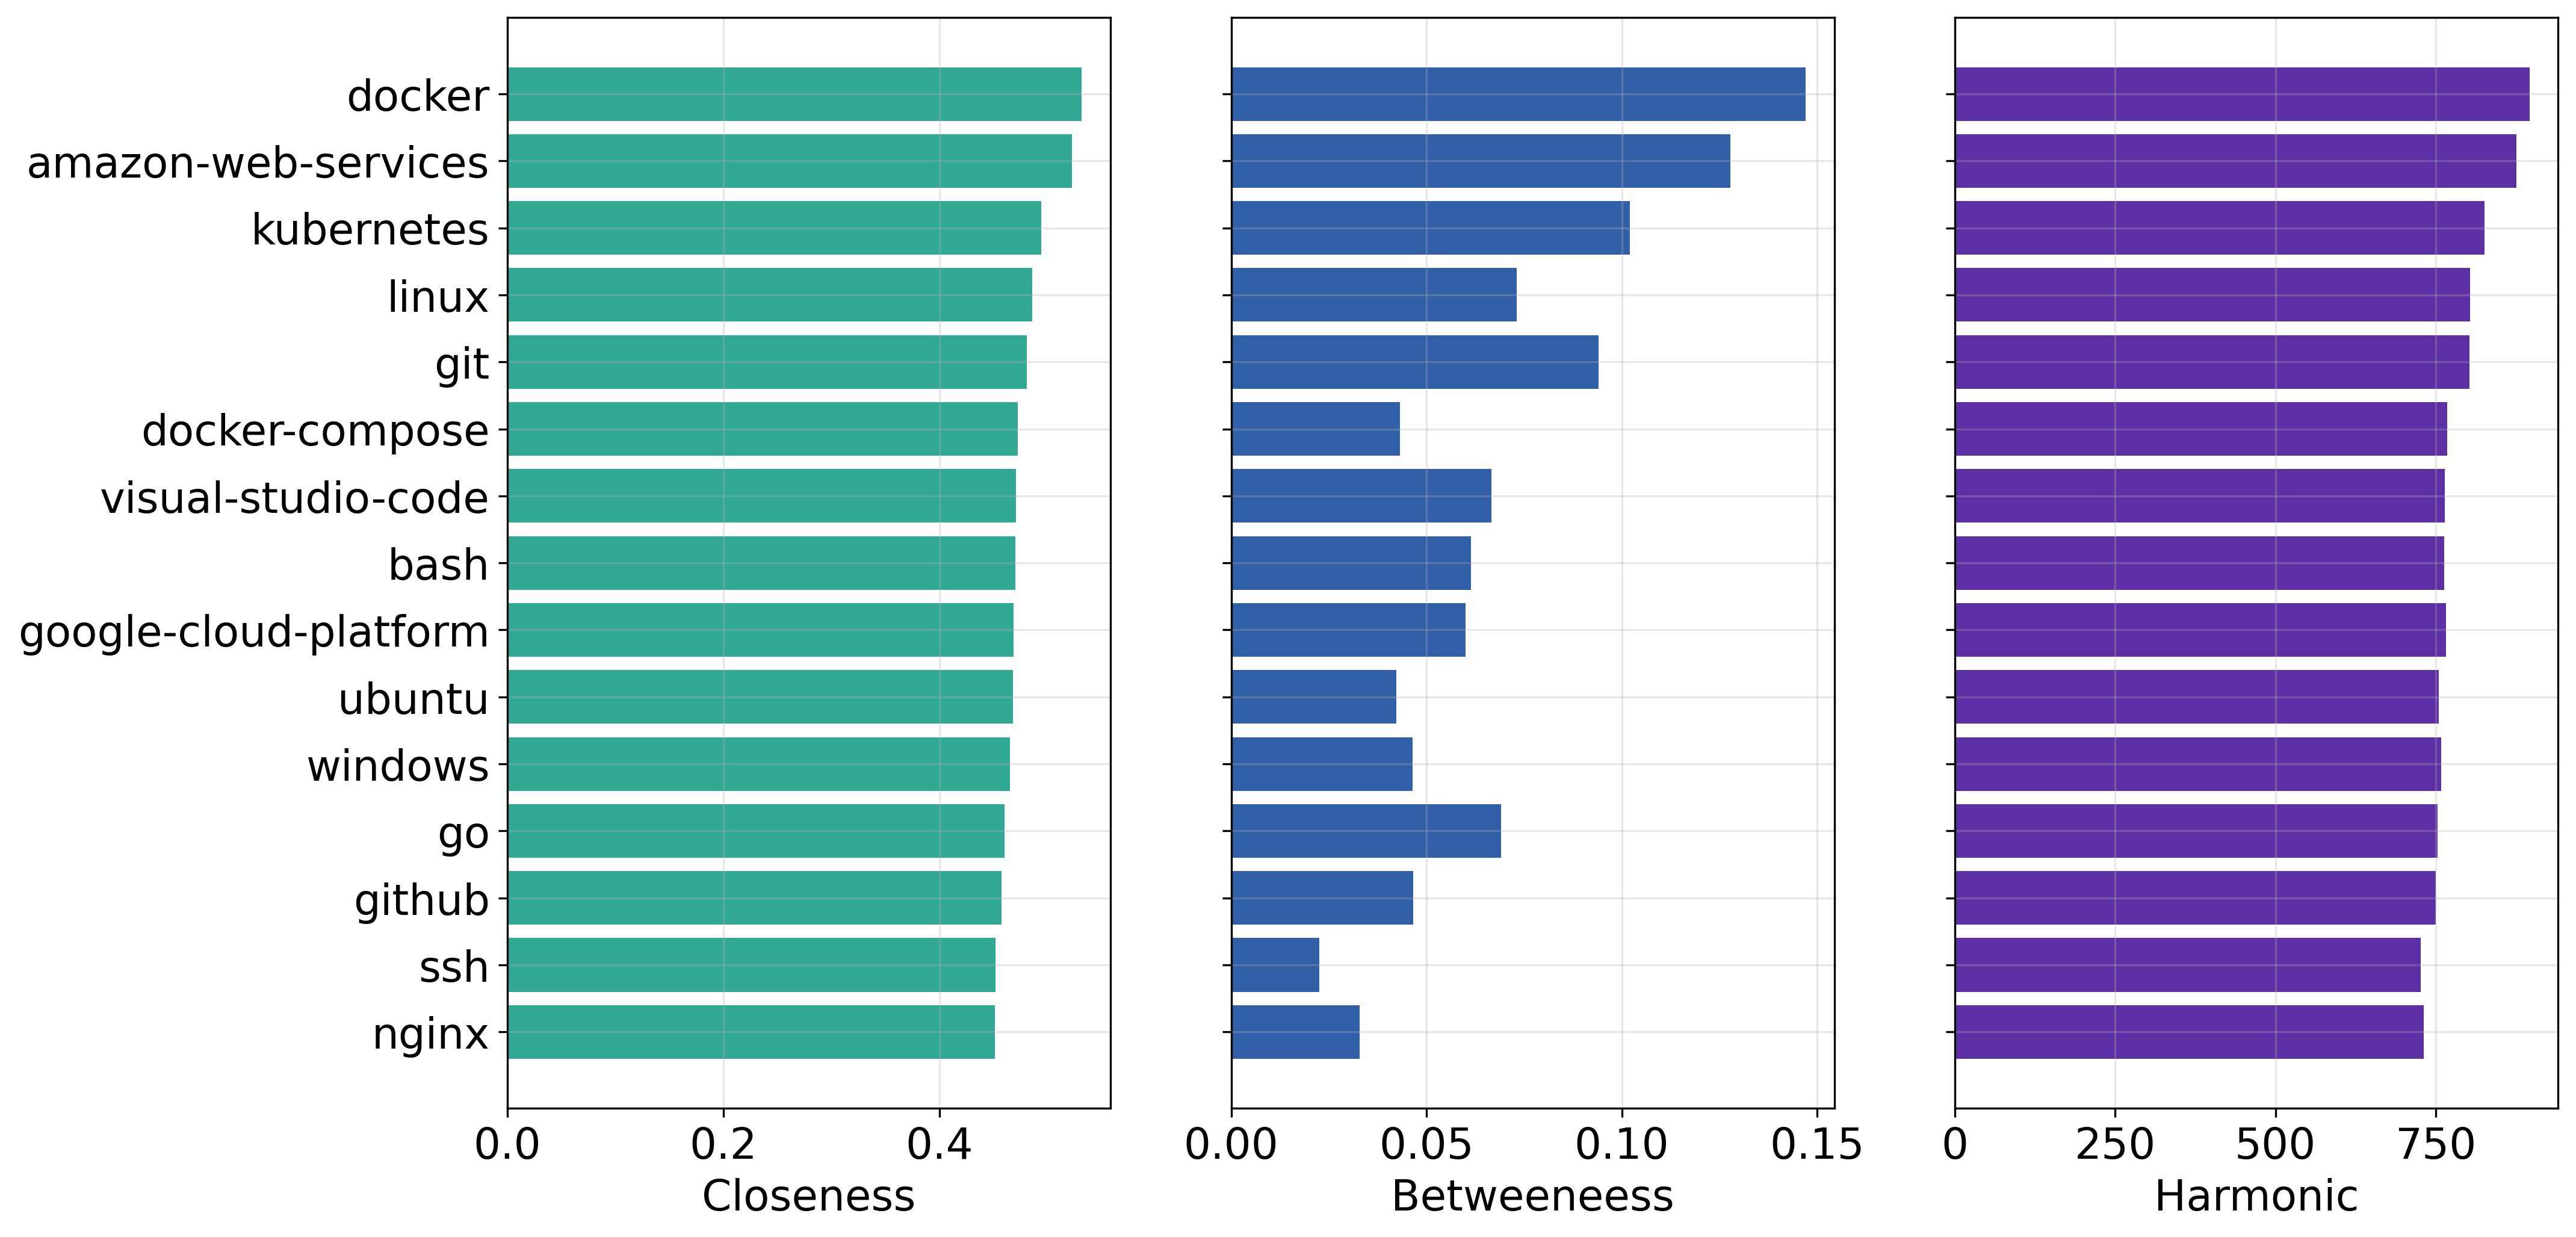 docker
amazon-web-services
kubernetes
linux
git
docker-compose
visual-studio-code
bash
google-cloud-platform
ubuntu
windows
go
github
ssh
nginx
0.0 0.2 0.4
Closeness
0.00 0.05 0.10 0.15
Betweeneess
0 250 500 750
Harmonic